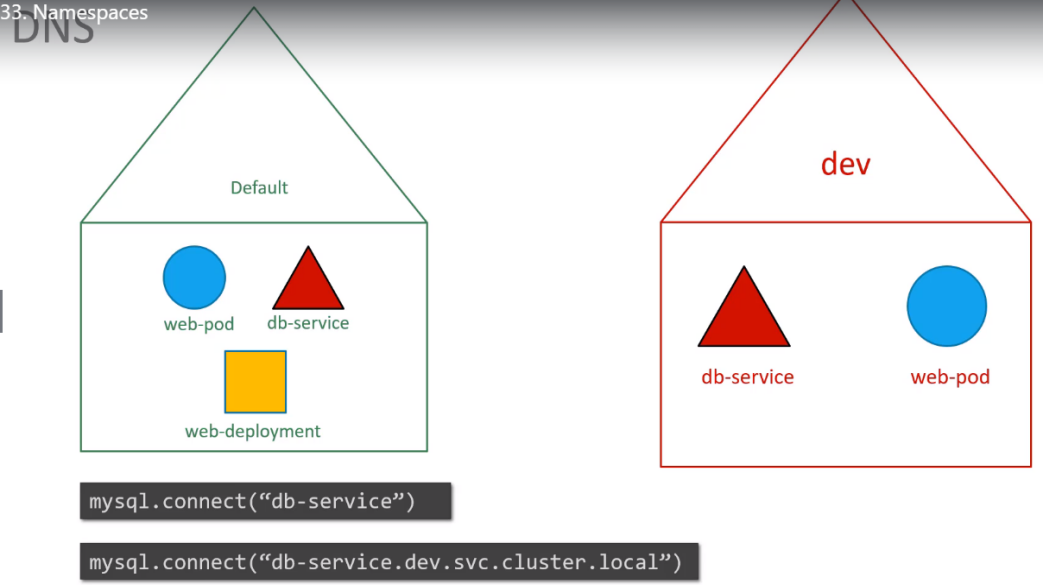 33. Namespaces
DNS
Default
web-pod
db-service
web-deployment
dev
db-service
web-pod
mysql.connect(“db-service”)
mysql.connect(“db-service.dev.svc.cluster.local”)